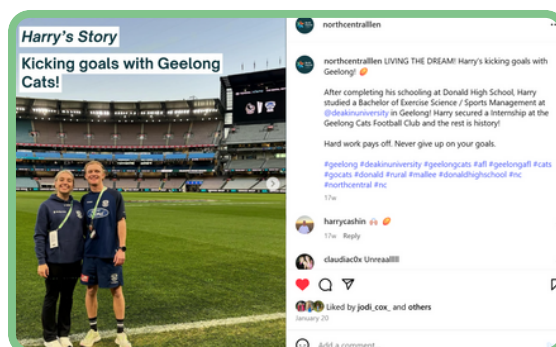 Harry's Story
Kicking goals with Geelong
Cats!
Ford
northcentralllen
northcentralllen LIVING THE DREAM! Harry's kicking goals with
Geelong!
After completing his schooling at Donald High School, Harry
studied a Bachelor of Exercise Science / Sports Management at
@deakinuniversity in Geelong! Harry secured a Internship at the
Geelong Cats Football Club and the rest is history!
Hard work pays off. Never give up on your goals.
#geelong #deakinuniversity #geelongcats #afl #geelongafl #cats
#gocats #donald #rural #mallee #donaldhighschool #nc
#northcentral #nc
17w
harrycashin
17w Reply
claudiac0x Unreaalllll
Liked by jodi_cox_ and others
January 20
Add a comment...